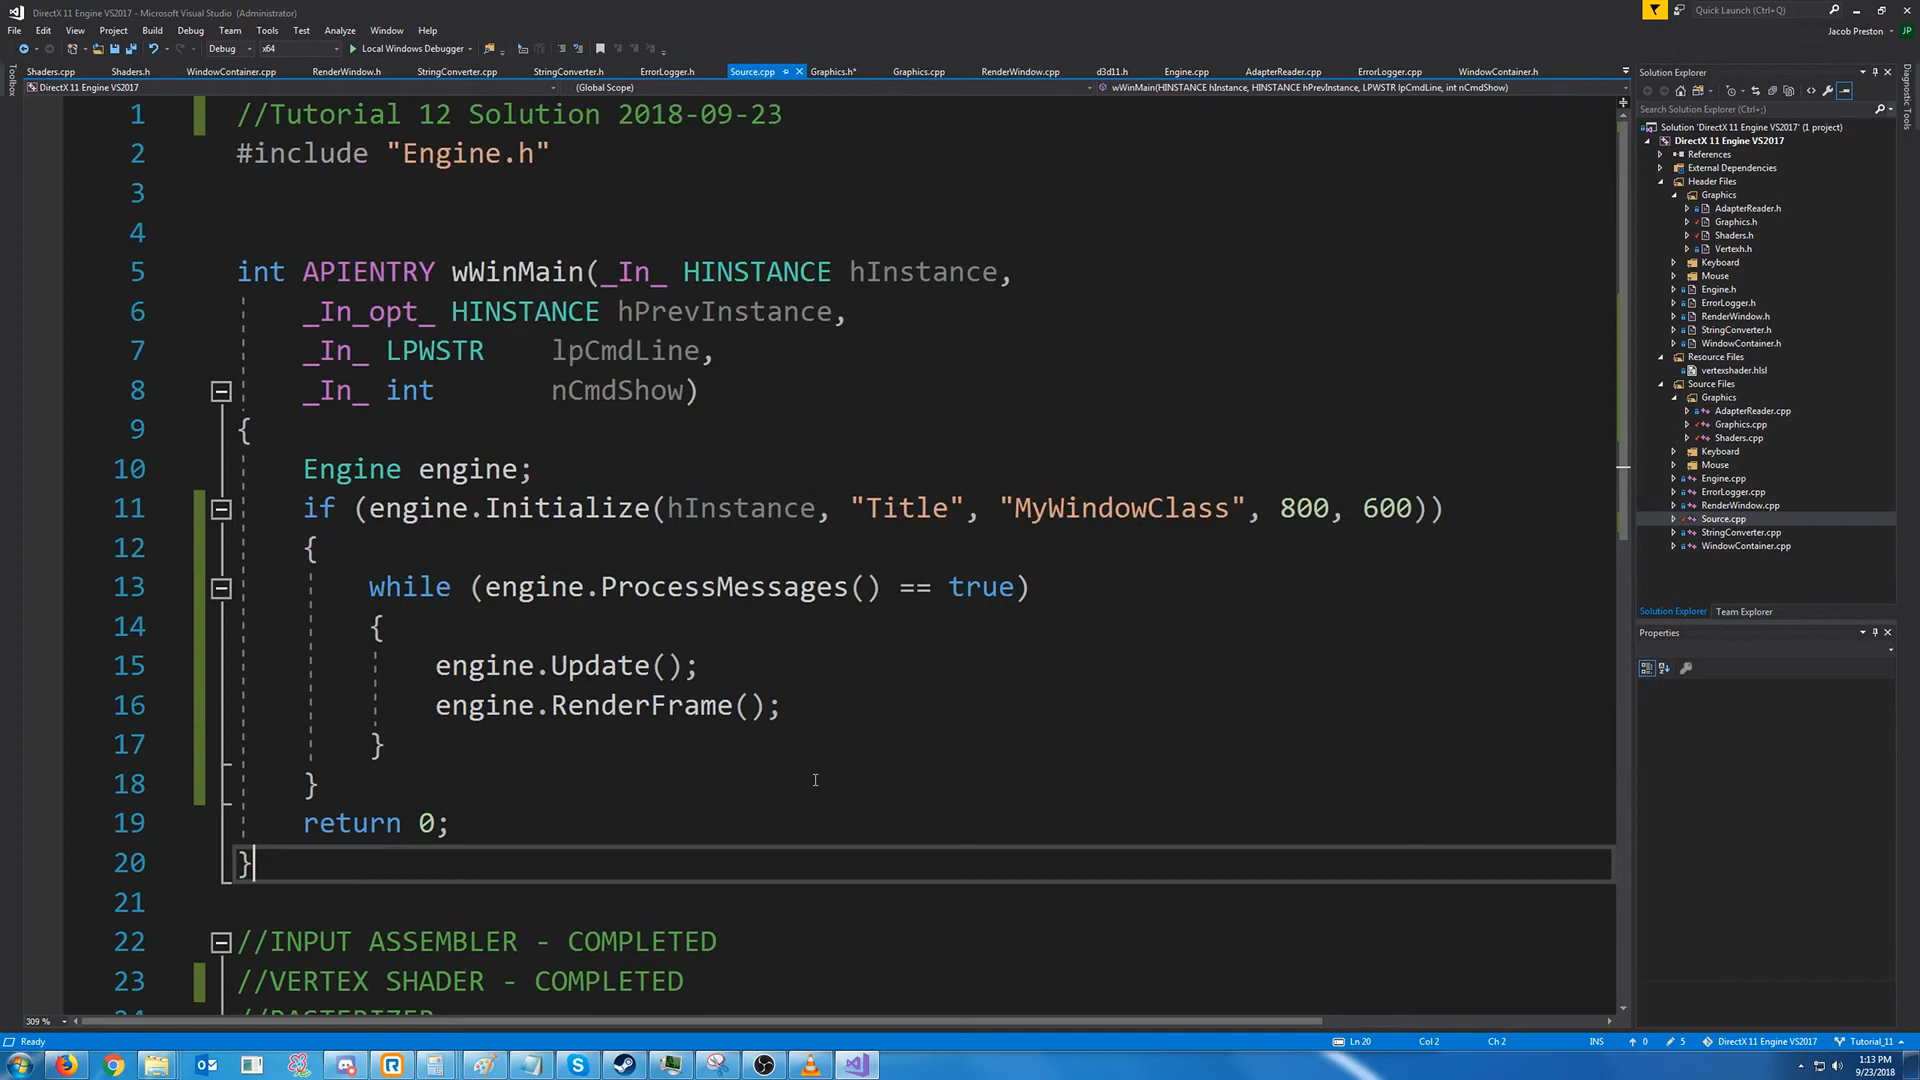 DirectX 11 Engine VS2017 - Microsoft Visual Studio (Administrator)
Quick Launch (Ctrl+Q)
File Edit View Project Build Debug Team Tools Test Analyze Window Help
Jacob Preston JP
Debug x64 Local Windows Debugger
Shaders.cpp Shaders.h WindowContainer.cpp RenderWindow.h StringConverter.cpp StringConverter.h ErrorLogger.h Source.cpp Graphics.h* Graphics.cpp RenderWindow.cpp d3d11.h Engine.cpp AdapterReader.cpp ErrorLogger.cpp WindowContainer.h
DirectX 11 Engine VS2017 (Global Scope) wWinMain(HINSTANCE hInstance, HINSTANCE hPrevInstance, LPWSTR lpCmdLine, int nCmdShow)
Toolbox
1 //Tutorial 12 Solution 2018-09-23
2 #include "Engine.h"
3
4
5 int APIENTRY wWinMain(_In_ HINSTANCE hInstance,
6 _In_opt_ HINSTANCE hPrevInstance,
7 _In_ LPWSTR    lpCmdLine,
8 _In_ int       nCmdShow)
9 {
10 Engine engine;
11 if (engine.Initialize(hInstance, "Title", "MyWindowClass", 800, 600))
12 {
13 while (engine.ProcessMessages() == true)
14 {
15 engine.Update();
16 engine.RenderFrame();
17 }
18 }
19 return 0;
20 }
21
22 //INPUT ASSEMBLER - COMPLETED
23 //VERTEX SHADER - COMPLETED
24 //RASTERIZER
309 %
Solution Explorer
Search Solution Explorer (Ctrl+;)
Solution 'DirectX 11 Engine VS2017' (1 project)
DirectX 11 Engine VS2017
References
External Dependencies
Header Files
Graphics
AdapterReader.h
Graphics.h
Shaders.h
Vertexh.h
Keyboard
Mouse
Engine.h
ErrorLogger.h
RenderWindow.h
StringConverter.h
WindowContainer.h
Resource Files
vertexshader.hlsl
Source Files
Graphics
AdapterReader.cpp
Graphics.cpp
Shaders.cpp
Keyboard
Mouse
Engine.cpp
ErrorLogger.cpp
RenderWindow.cpp
Source.cpp
StringConverter.cpp
WindowContainer.cpp
Solution Explorer Team Explorer
Properties
Diagnostic Tools
Ready Ln 20 Col 2 Ch 2 INS 0 5 DirectX 11 Engine VS2017 Tutorial_11
1:13 PM
9/23/2018